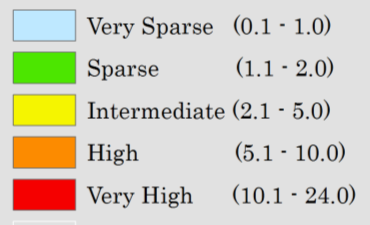 Very Sparse (0.1 - 1.0)
Sparse (1.1 - 2.0)
Intermediate (2.1 - 5.0)
High (5.1 - 10.0)
Very High (10.1 - 24.0)